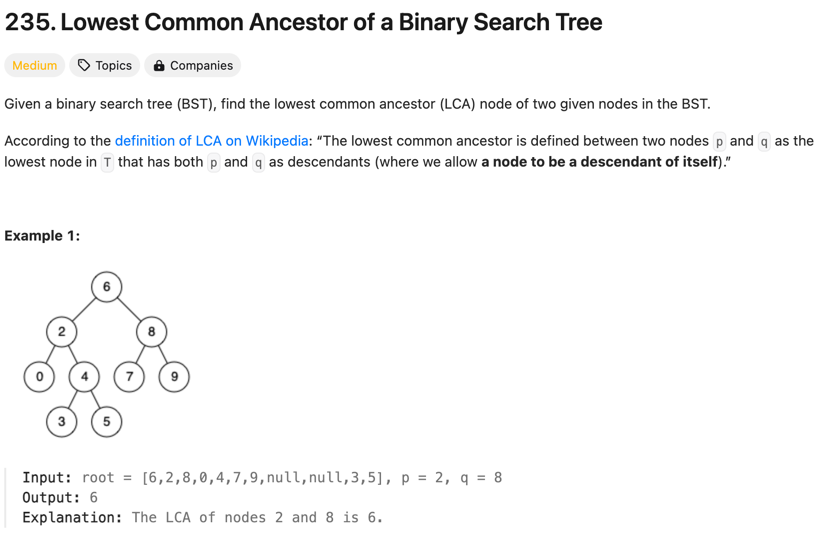 235. Lowest Common Ancestor of a Binary Search Tree
Medium Topics Companies
Given a binary search tree (BST), find the lowest common ancestor (LCA) node of two given nodes in the BST.
According to the definition of LCA on Wikipedia: “The lowest common ancestor is defined between two nodes p and q as the
lowest node in T that has both p and q as descendants (where we allow a node to be a descendant of itself).”
Example 1:
6
2 8
0 4 7 9
3 5
Input: root = [6,2,8,0,4,7,9,null,null,3,5], p = 2, q = 8
Output: 6
Explanation: The LCA of nodes 2 and 8 is 6.